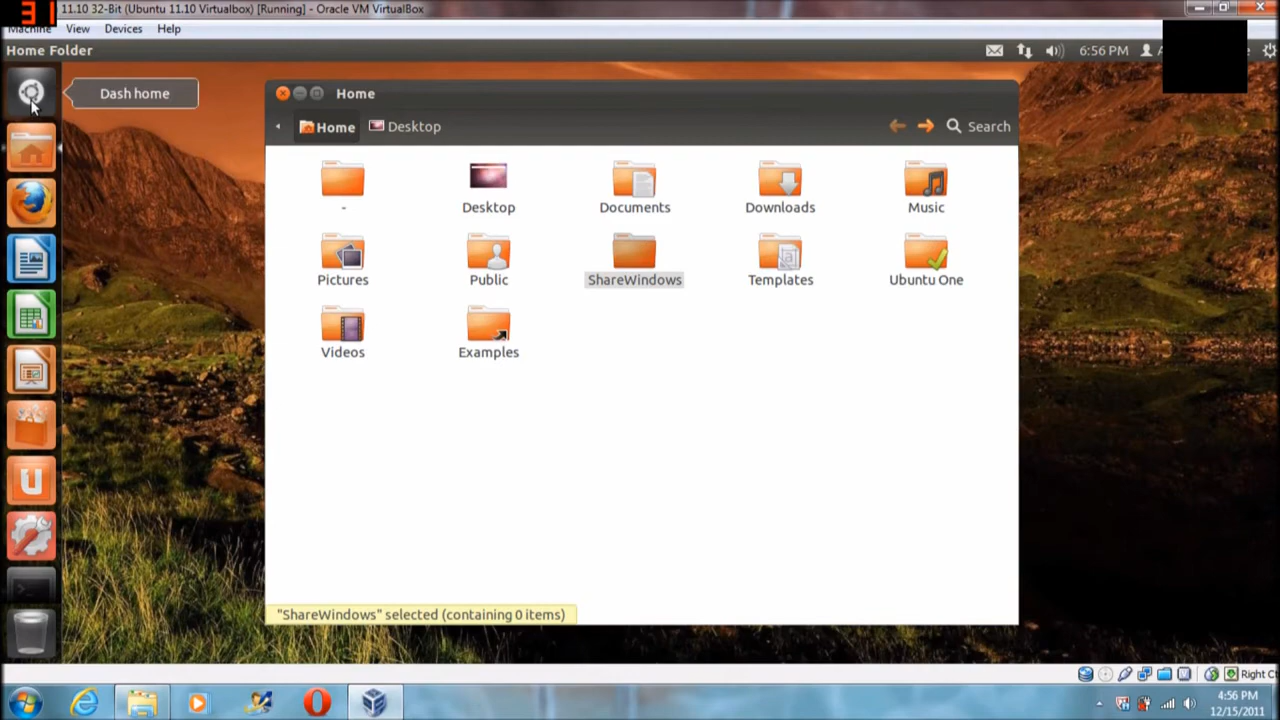 31
11.10 32-Bit (Ubuntu 11.10 Virtualbox) [Running] - Oracle VM VirtualBox
Machine View Devices Help
Home Folder
6:56 PM
Dash home
Home
Home Desktop Search
-
Desktop
Documents
Downloads
Music
Pictures
Public
ShareWindows
Templates
Ubuntu One
Videos
Examples
"ShareWindows" selected (containing 0 items)
Right
4:56 PM
12/15/2011